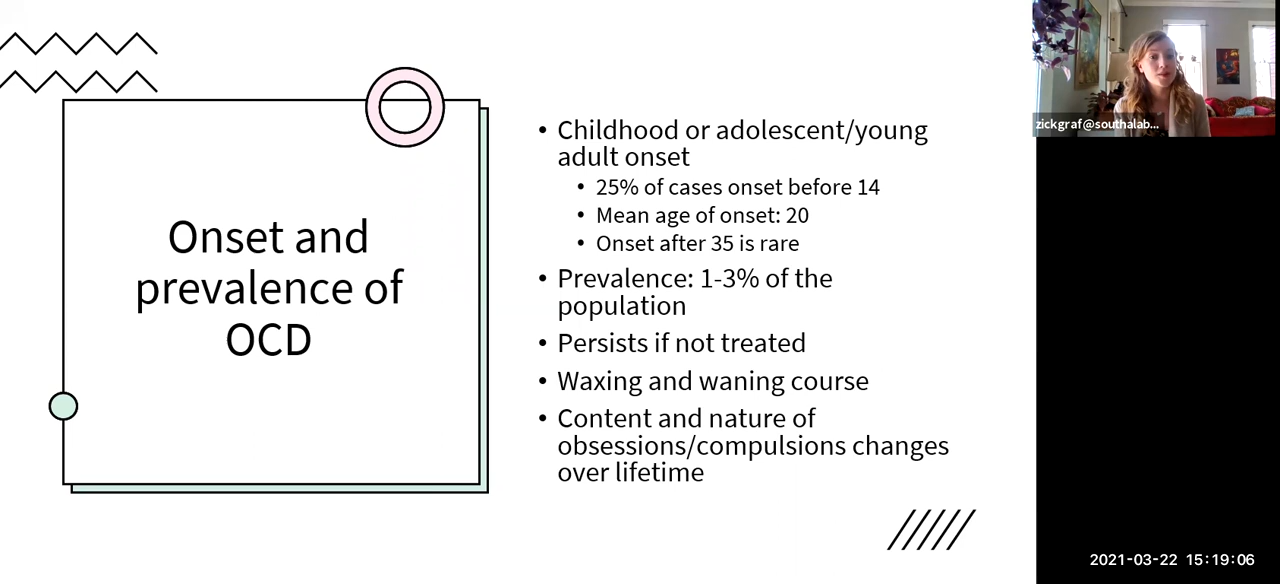 Onset and
prevalence of
OCD
• Childhood or adolescent/young
adult onset
• 25% of cases onset before 14
• Mean age of onset: 20
• Onset after 35 is rare
• Prevalence: 1-3% of the
population
• Persists if not treated
• Waxing and waning course
• Content and nature of
obsessions/compulsions changes
over lifetime
zickgraf@southalab...
2021-03-22 15:19:06